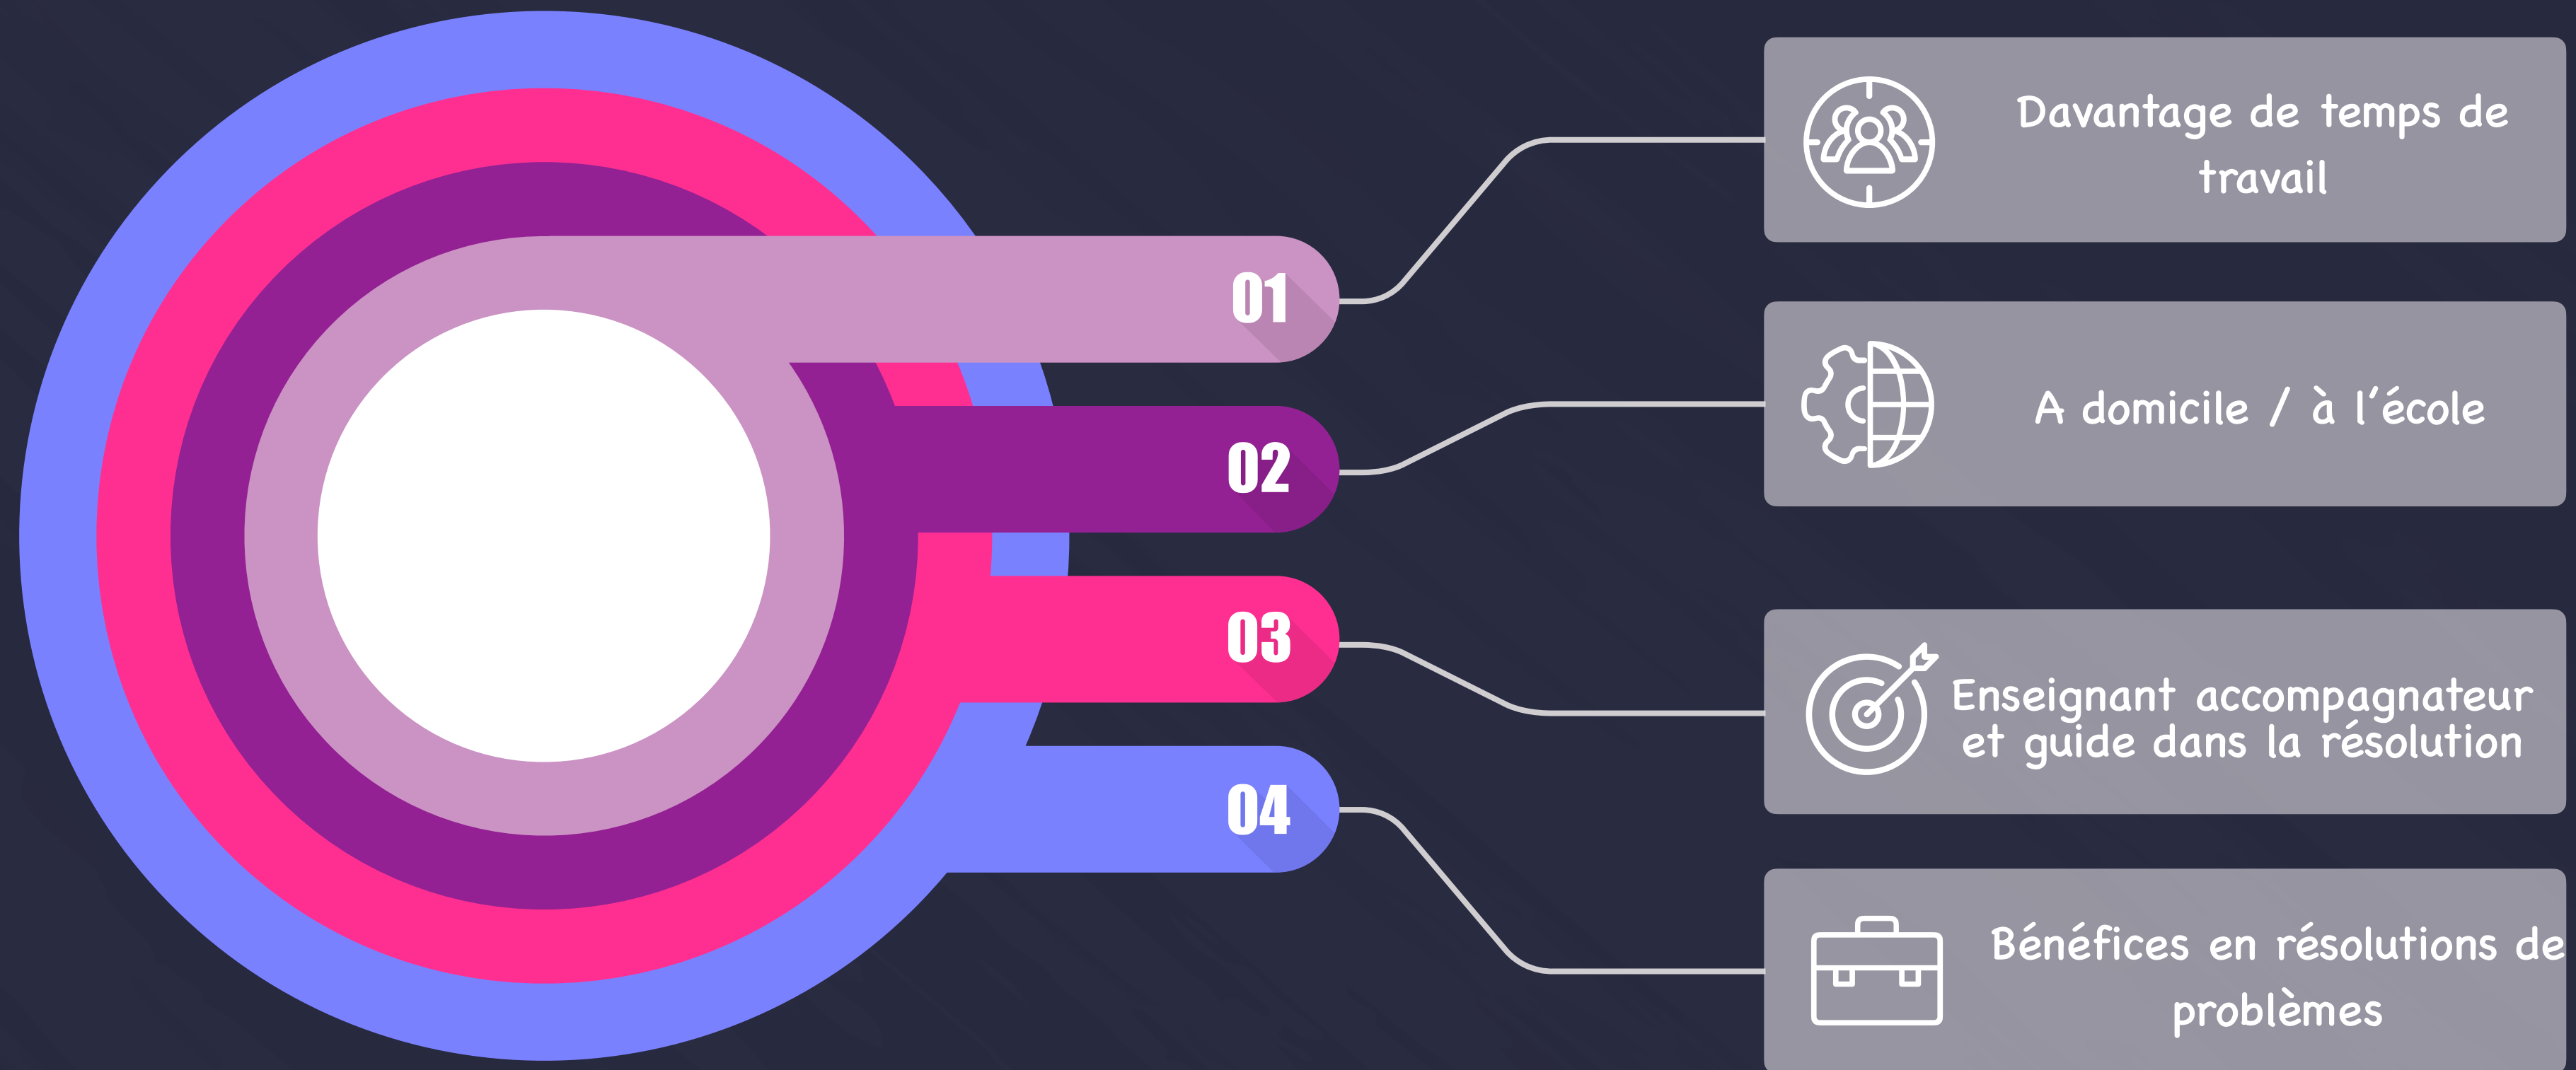 01
Davantage de temps de
travail
02
A domicile / à l'école
03
Enseignant accompagnateur
et guide dans la résolution
04
Bénéfices en résolutions de
problèmes